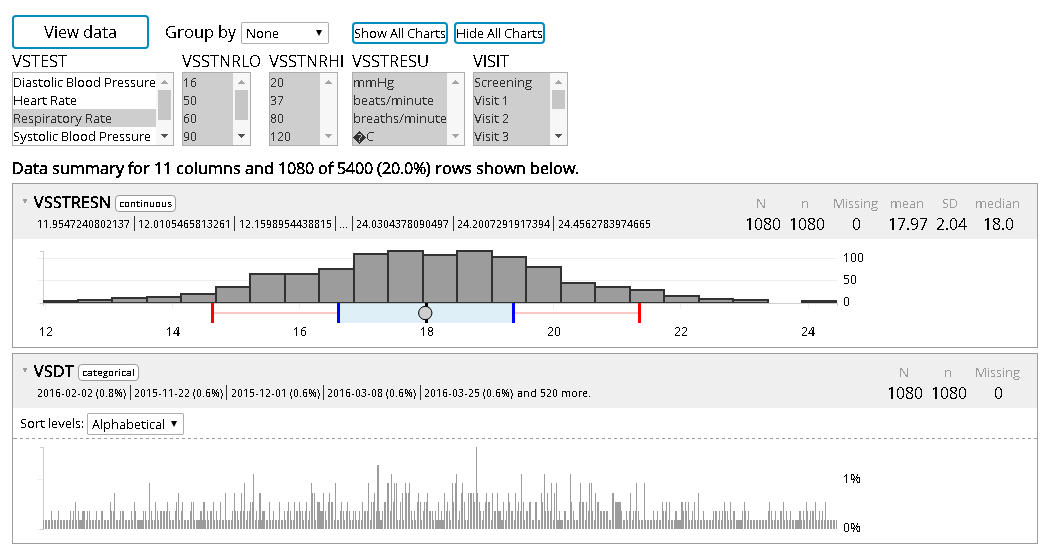 View data Group by None Show All Charts Hide All Charts
VSTEST VSSTNRLO VSSTNRHI VSSTRESU VISIT
Diastolic Blood Pressure 16 20 mmHg Screening
Heart Rate 50 37 beats/minute Visit 1
Respiratory Rate 60 80 breaths/minute Visit 2
Systolic Blood Pressure 90 120 �C Visit 3
Data summary for 11 columns and 1080 of 5400 (20.0%) rows shown below.
VSSTRESN continuous N n Missing mean SD median
11.9547240802137 | 12.0105465813261 | 12.1598954438815 | ... | 24.0304378090497 | 24.2007291917394 | 24.4562783974665 1080 1080 0 17.97 2.04 18.0
100
50
0
12 14 16 18 20 22 24
VSDT categorical N n Missing
2016-02-02 (0.8%) | 2015-11-22 (0.6%) | 2015-12-01 (0.6%) | 2016-03-08 (0.6%) | 2016-03-25 (0.6%) and 520 more. 1080 1080 0
Sort levels: Alphabetical
1%
0%